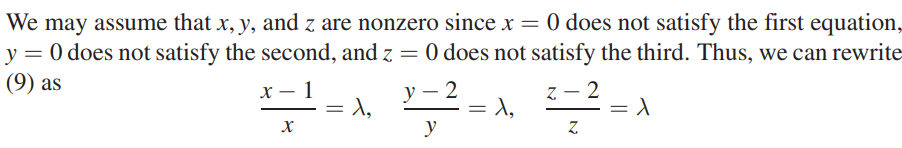 We may assume that x, y, and z are nonzero since x = 0 does not satisfy the first equation,
y = 0 does not satisfy the second, and z = 0 does not satisfy the third. Thus, we can rewrite
(9) as
(x − 1)/x = λ, (y − 2)/y = λ, (z − 2)/z = λ